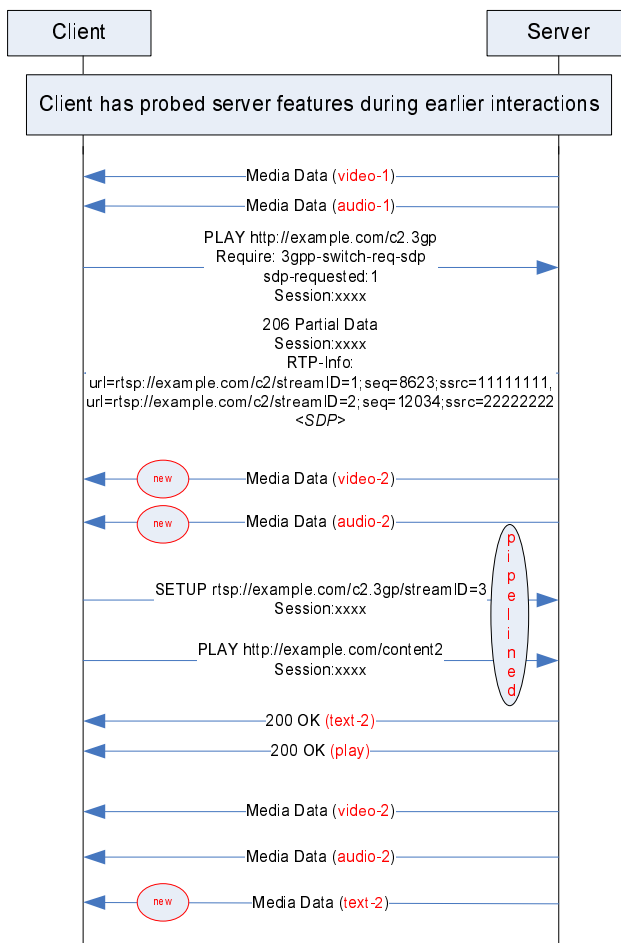 Client
Server
Client has probed server features during earlier interactions
Media Data (video-1)
Media Data (audio-1)
PLAY http://example.com/c2.3gp
Require: 3gpp-switch-req-sdp
sdp-requested:1
Session:xxxx
206 Partial Data
Session:xxxx
RTP-Info:
url=rtsp://example.com/c2/streamID=1;seq=8623;ssrc=11111111,
url=rtsp://example.com/c2/streamID=2;seq=12034;ssrc=22222222
<SDP>
new
Media Data (video-2)
new
Media Data (audio-2)
pipelined
SETUP rtsp://example.com/c2.3gp/streamID=3
Session:xxxx
PLAY http://example.com/content2
Session:xxxx
200 OK (text-2)
200 OK (play)
Media Data (video-2)
Media Data (audio-2)
new
Media Data (text-2)